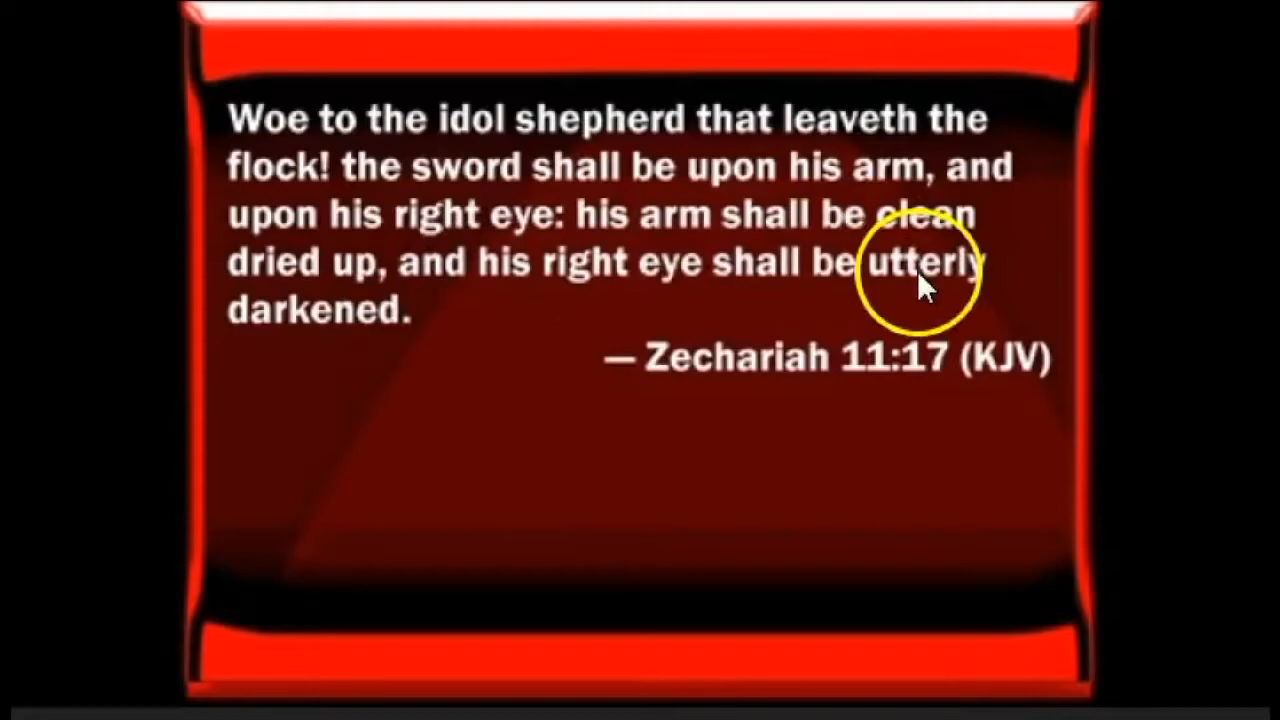 Woe to the idol shepherd that leaveth the
flock! the sword shall be upon his arm, and
upon his right eye: his arm shall be clean
dried up, and his right eye shall be utterly
darkened.
— Zechariah 11:17 (KJV)